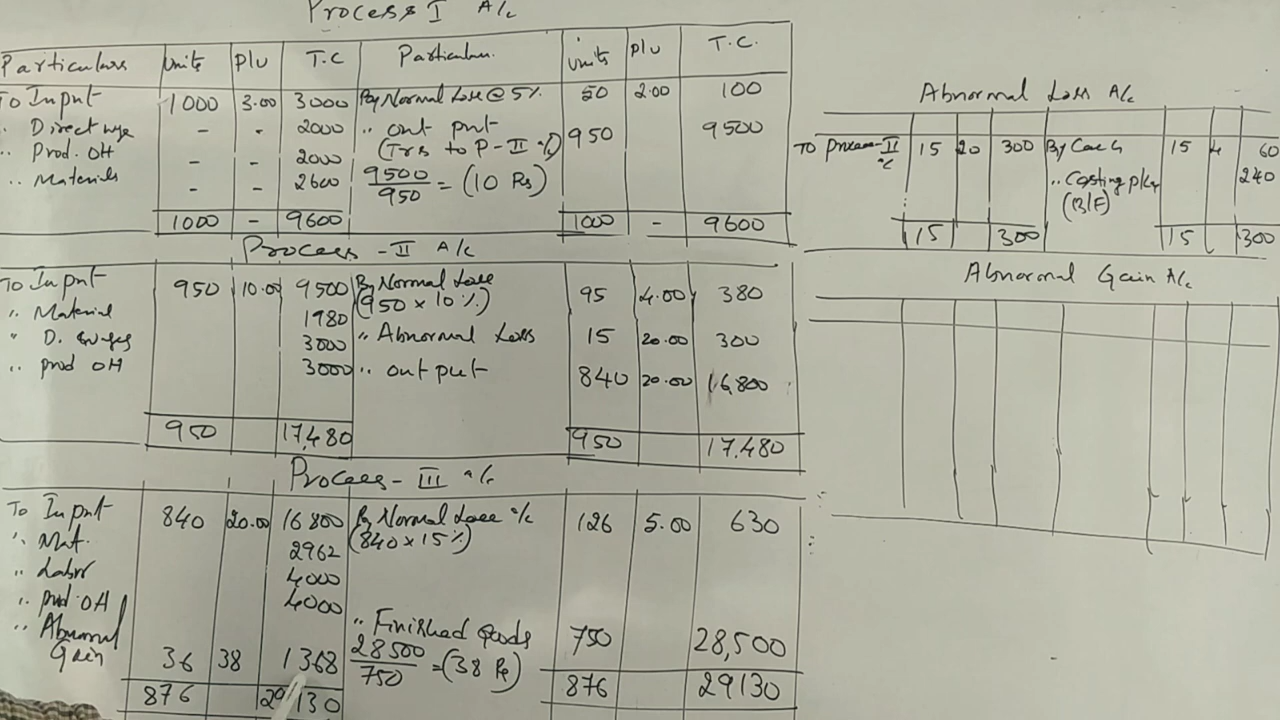 Process I A/c
Particulars Units P/U T.C Particulars. Units P/U T.C.
To Input 1000 3.00 3000 By Normal Loss @ 5% 50 2.00 100
" Direct wge - - 2000 " Out put 950 9500
(Trs to P-II A/c)
" Prod. OH - - 2000
" Materials - - 2600 9500/950 = (10 Rs)
1000 - 9600 1000 - 9600
Process - II A/c
To Input 950 10.00 9500 By Normal Loss 95 4.00 380
(950 x 10%)
" Material 1980
" D. wages 3000 " Abnormal Loss 15 20.00 300
" Prod OH 3000 " out put 840 20.00 16,800
950 17,480 950 17,480
Process - III A/c
To Input 840 20.00 16800 By Normal Loss A/c 126 5.00 630
(840 x 15%)
" Mat. 2962
" Labr 4000
" Prod. OH 4000
" Abnormal Gain 36 38 1368 " Finished Goods 750 28,500
28500/750 = (38 Rs)
876 29130 876 29130
Abnormal Loss A/c
To Process-II A/c 15 20 300 By Cash 15 4 60
" Costing P/L 240
(B/F)
15 300 15 300
Abnormal Gain A/c